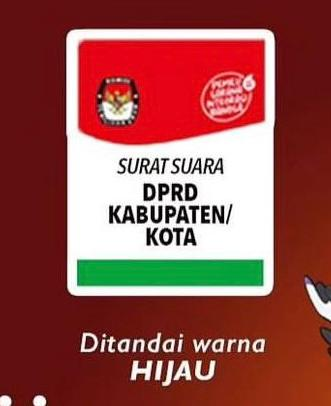 SURAT SUARA
DPRD
KABUPATEN/
KOTA
Ditandai warna
HIJAU